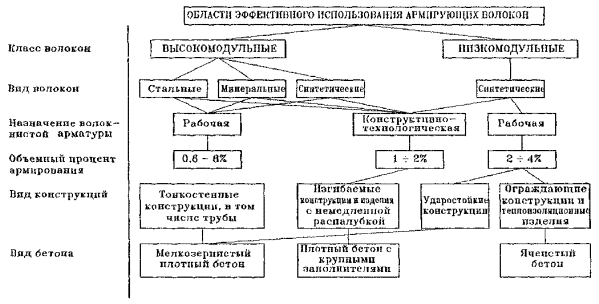 ОБЛАСТИ ЭФФЕКТИВНОГО ИСПОЛЬЗОВАНИЯ АРМИРУЮЩИХ ВОЛОКОН
Класс волокон
ВЫСОКОМОДУЛЬНЫЕ
НИЗКОМОДУЛЬНЫЕ
Вид волокон
Стальные
Минеральные
Синтетические
Синтетические
Назначение волок-
нистой арматуры
Рабочая
Конструктивно-
технологическая
Рабочая
Объемный процент
армирования
0,6 - 6%
1 ÷ 2%
2 ÷ 4%
Вид конструкций
Тонкостенные
конструкции, в том
числе трубы
Изгибаемые
конструкции и изделия
с немедленной
распалубкой
Ударостойкие
конструкции
Ограждающие
конструкции и
теплоизоляционные
изделия
Вид бетона
Мелкозернистый
плотный бетон
Плотный бетон с
крупными
заполнителями
Ячеистый
бетон